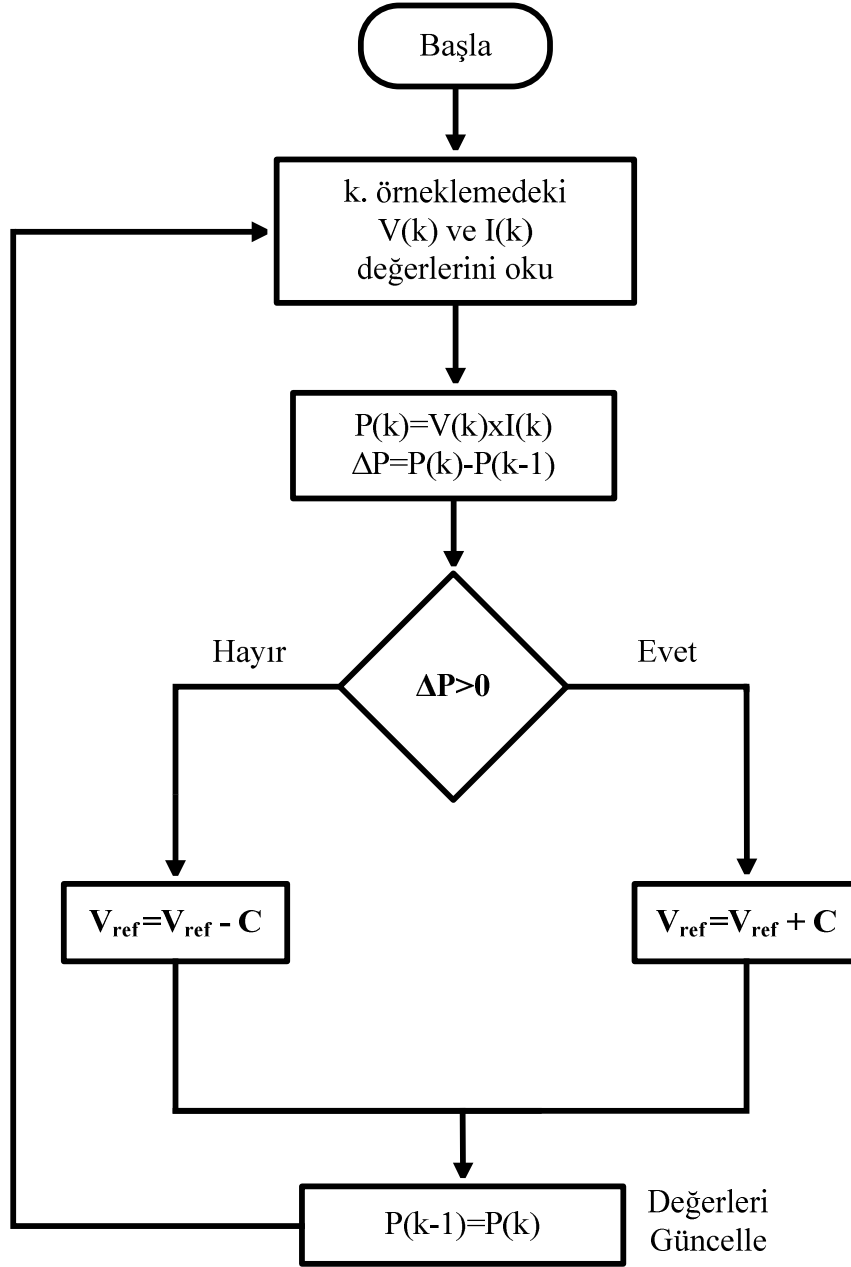 Başla
k. örneklemedeki
V(k) ve I(k)
değerlerini oku
P(k)=V(k)xI(k)
ΔP=P(k)-P(k-1)
Hayır
Evet
ΔP>0
Vref=Vref - C
Vref=Vref + C
P(k-1)=P(k)
Değerleri
Güncelle